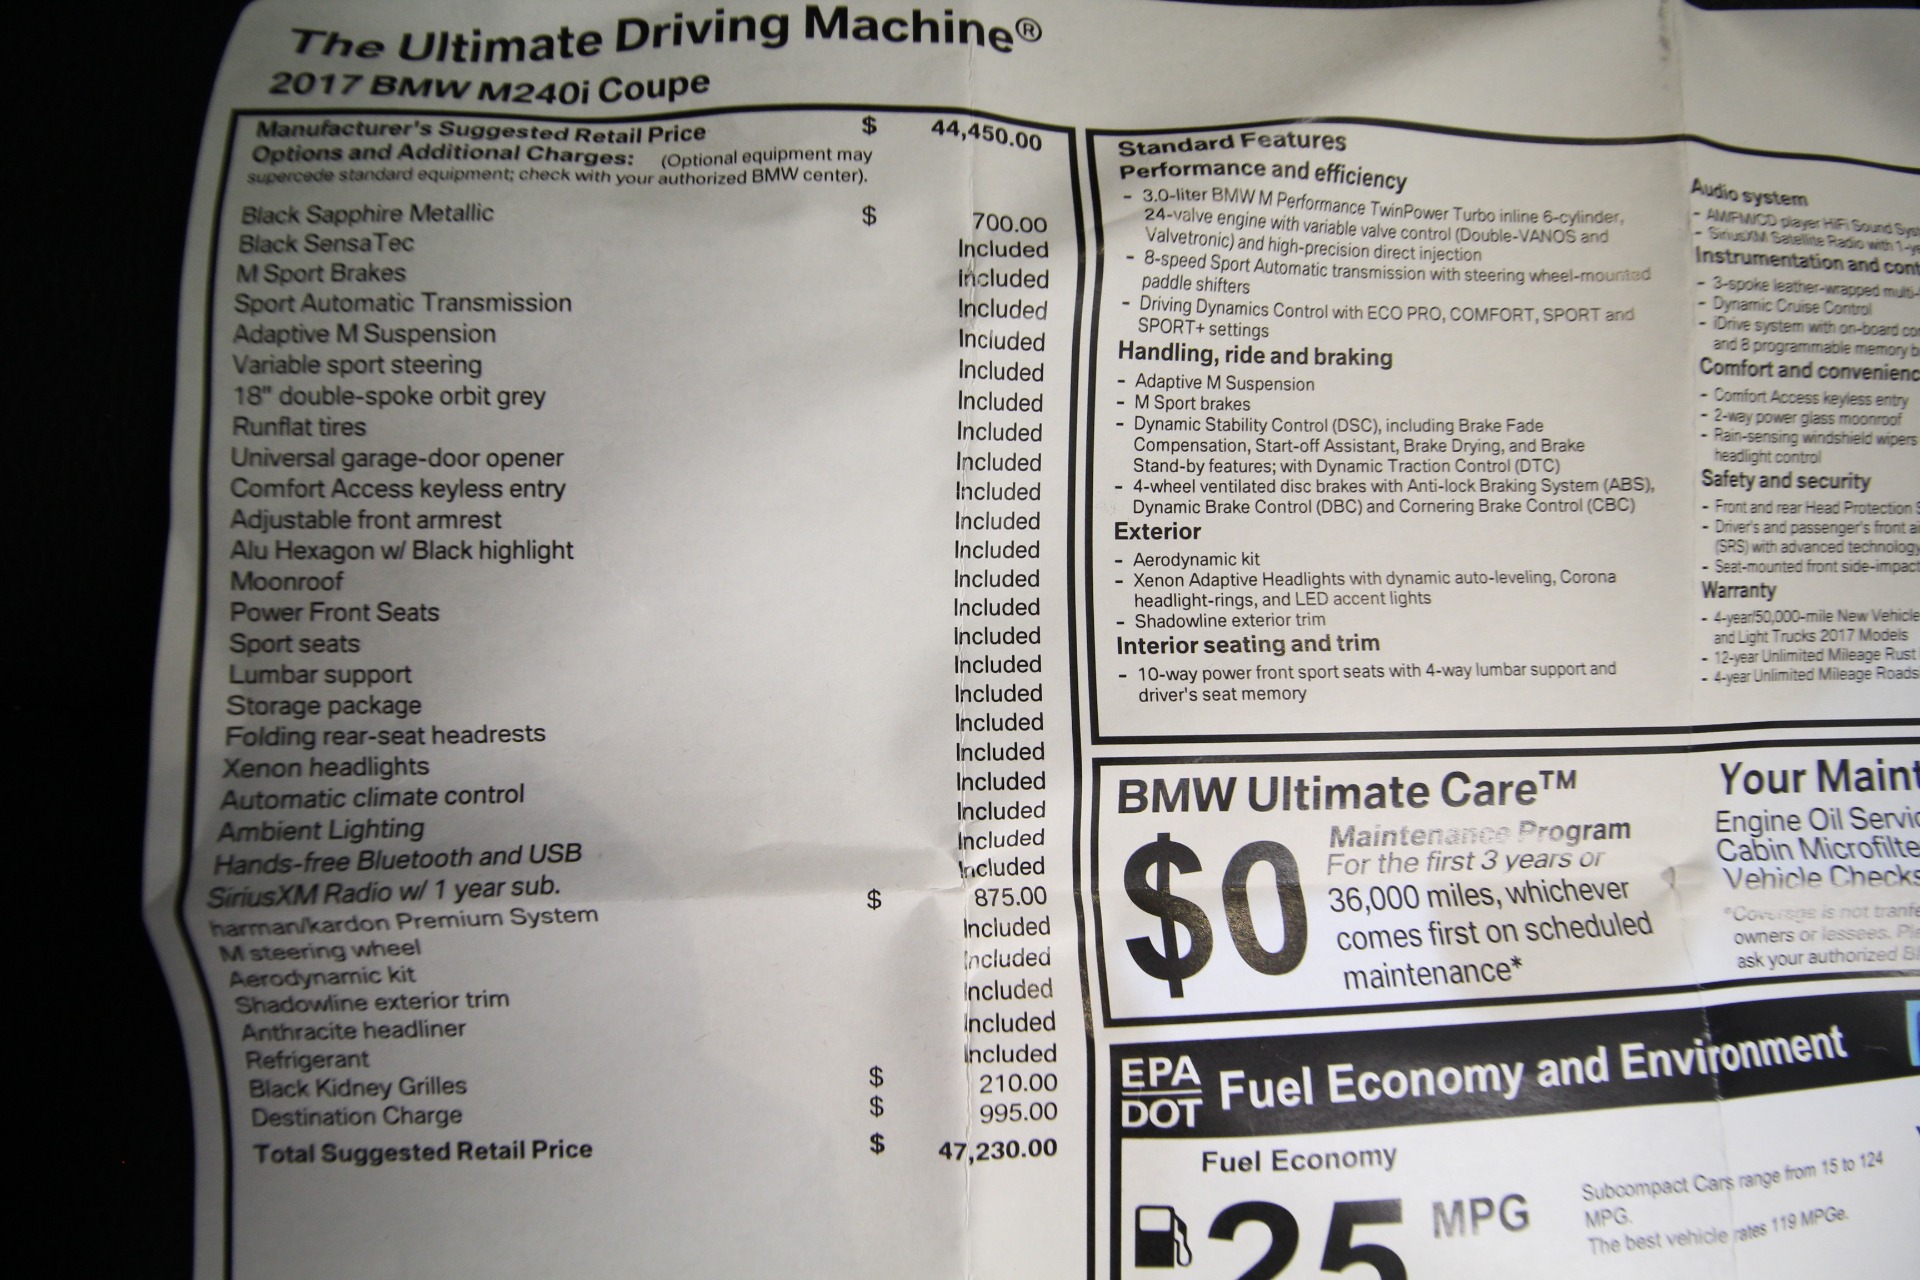 The Ultimate Driving Machine®
2017 BMW M240i Coupe
Manufacturer's Suggested Retail Price $ 44,450.00
Options and Additional Charges: (Optional equipment may
supercede standard equipment; check with your authorized BMW center).
Black Sapphire Metallic $ 700.00
Black SensaTec Included
M Sport Brakes Included
Sport Automatic Transmission Included
Adaptive M Suspension Included
Variable sport steering Included
18" double-spoke orbit grey Included
Runflat tires Included
Universal garage-door opener Included
Comfort Access keyless entry Included
Adjustable front armrest Included
Alu Hexagon w/ Black highlight Included
Moonroof Included
Power Front Seats Included
Sport seats Included
Lumbar support Included
Storage package Included
Folding rear-seat headrests Included
Xenon headlights Included
Automatic climate control Included
Ambient Lighting Included
Hands-free Bluetooth and USB Included
SiriusXM Radio w/ 1 year sub. Included
harman/kardon Premium System $ 875.00
M steering wheel Included
Aerodynamic kit Included
Shadowline exterior trim Included
Anthracite headliner Included
Refrigerant Included
Black Kidney Grilles $ 210.00
Destination Charge $ 995.00
Total Suggested Retail Price $ 47,230.00
Standard Features
Performance and efficiency
- 3.0-liter BMW M Performance TwinPower Turbo inline 6-cylinder,
24-valve engine with variable valve control (Double-VANOS and
Valvetronic) and high-precision direct injection
- 8-speed Sport Automatic transmission with steering wheel-mounted
paddle shifters
- Driving Dynamics Control with ECO PRO, COMFORT, SPORT and
SPORT+ settings
Handling, ride and braking
- Adaptive M Suspension
- M Sport brakes
- Dynamic Stability Control (DSC), including Brake Fade
Compensation, Start-off Assistant, Brake Drying, and Brake
Stand-by features; with Dynamic Traction Control (DTC)
- 4-wheel ventilated disc brakes with Anti-lock Braking System (ABS),
Dynamic Brake Control (DBC) and Cornering Brake Control (CBC)
Exterior
- Aerodynamic kit
- Xenon Adaptive Headlights with dynamic auto-leveling, Corona
headlight-rings, and LED accent lights
- Shadowline exterior trim
Interior seating and trim
- 10-way power front sport seats with 4-way lumbar support and
driver's seat memory
Audio system
- AM/FM/CD player HiFi Sound Syst
- SiriusXM Satellite Radio with 1-ye
Instrumentation and cont
- 3-spoke leather-wrapped multi-
- Dynamic Cruise Control
- iDrive system with on-board con
and 8 programmable memory b
Comfort and convenienc
- Comfort Access keyless entry
- 2-way power glass moonroof
- Rain-sensing windshield wipers
headlight control
Safety and security
- Front and rear Head Protection S
- Driver's and passenger's front ai
(SRS) with advanced technology
- Seat-mounted front side-impact
Warranty
- 4-year/50,000-mile New Vehicle
and Light Trucks 2017 Models
- 12-year Unlimited Mileage Rust
- 4-year Unlimited Mileage Roads
BMW Ultimate Care™
$0
Maintenance Program
For the first 3 years or
36,000 miles, whichever
comes first on scheduled
maintenance*
Your Maint
Engine Oil Servic
Cabin Microfilte
Vehicle Checks
*Coverage is not tranfe
owners or lessees. Ple
ask your authorized B
EPA
DOT
Fuel Economy and Environment
Fuel Economy
25 MPG
Subcompact Cars range from 15 to 124
MPG.
The best vehicle rates 119 MPGe.